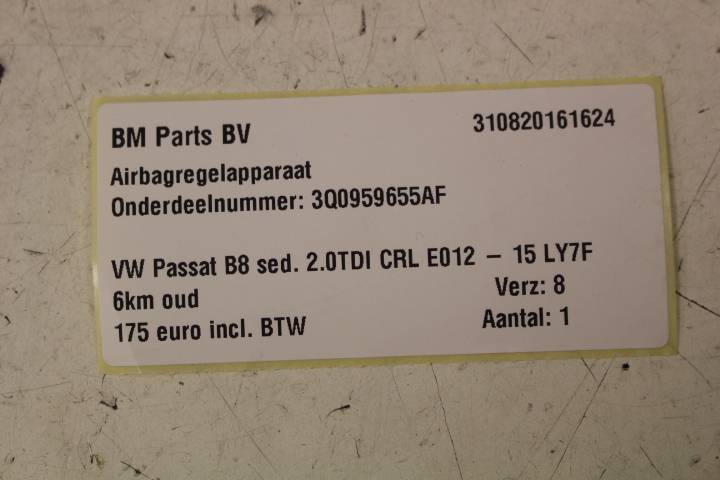 BM Parts BV 310820161624
Airbagregelapparaat
Onderdeelnummer: 3Q0959655AF
VW Passat B8 sed. 2.0TDI CRL E012 – 15 LY7F
6km oud Verz: 8
175 euro incl. BTW Aantal: 1